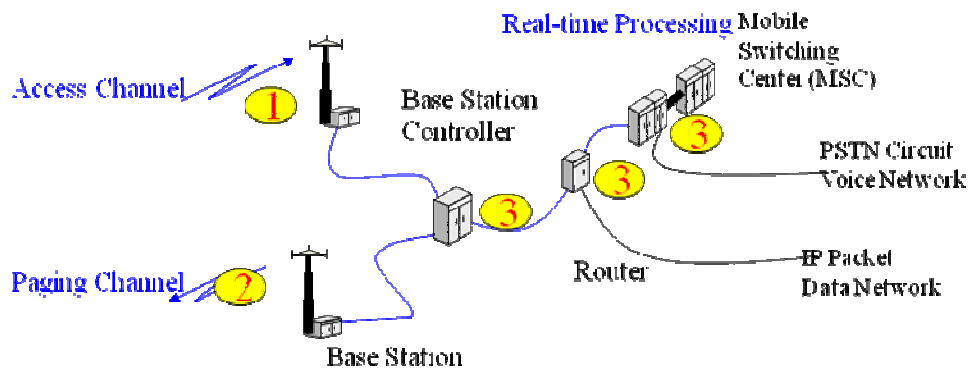 Real-time Processing
Mobile
Switching
Center (MSC)
Access Channel
1
Base Station
Controller
3
PSTN Circuit
Voice Network
3
3
Paging Channel
2
Router
IP Packet
Data Network
Base Station